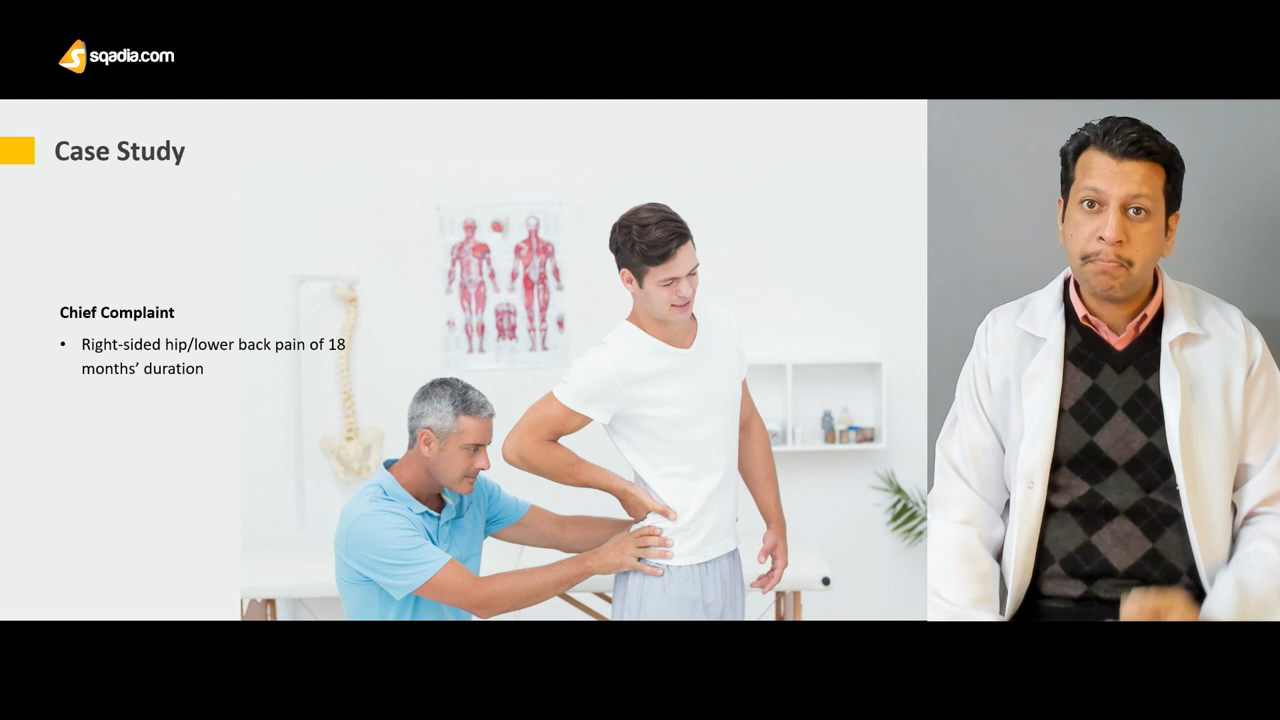 sqadia.com
Case Study
Chief Complaint
• Right-sided hip/lower back pain of 18
months’ duration